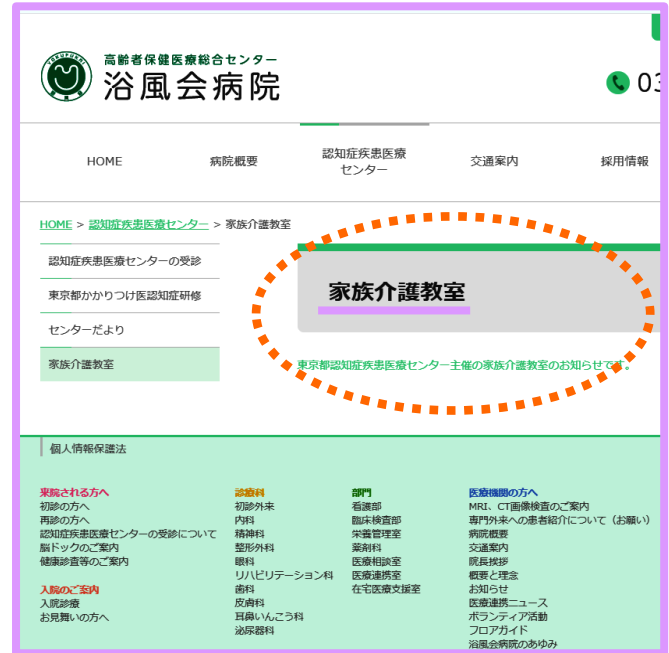 高齢者保健医療総合センター
浴風会病院
YOKUFUKAI
03
HOME
病院概要
認知症疾患医療
センター
交通案内
採用情報
HOME > 認知症疾患医療センター > 家族介護教室
認知症疾患医療センターの受診
東京都かかりつけ医認知症研修
センターだより
家族介護教室
家族介護教室
東京都認知症疾患医療センター主催の家族介護教室のお知らせです。
個人情報保護法
来院される方へ
初診の方へ
再診の方へ
認知症疾患医療センターの受診について
脳ドックのご案内
健康診査等のご案内
入院のご案内
入院診療
お見舞いの方へ
診療科
初診外来
内科
精神科
整形外科
眼科
リハビリテーション科
歯科
皮膚科
耳鼻いんこう科
泌尿器科
部門
看護部
臨床検査部
栄養管理室
薬剤科
医療相談室
医療連携室
在宅医療支援室
医療機関の方へ
MRI、CT画像検査のご案内
専門外来への患者紹介について（お願い）
病院概要
交通案内
院長挨拶
概要と理念
お知らせ
医療連携ニュース
ボランティア活動
フロアガイド
浴風会病院のあゆみ